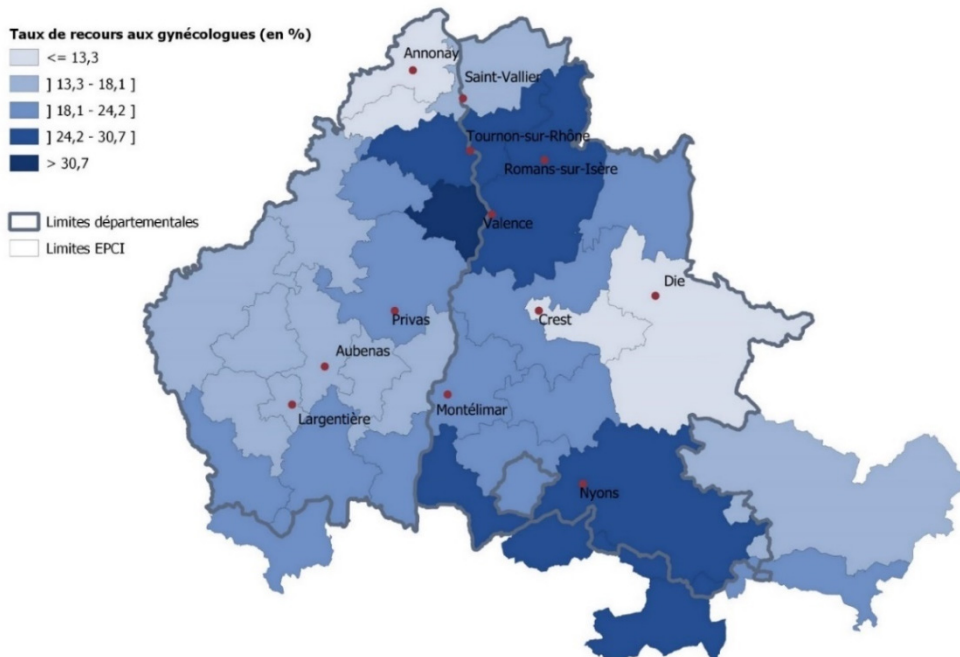 Taux de recours aux gynécologues (en %)
<= 13,3
] 13,3 - 18,1 ]
] 18,1 - 24,2 ]
] 24,2 - 30,7 ]
> 30,7
Limites départementales
Limites EPCI
Annonay
Saint-Vallier
Tournon-sur-Rhône
Romans-sur-Isère
Valence
Die
Privas
Crest
Aubenas
Montélimar
Largentière
Nyons